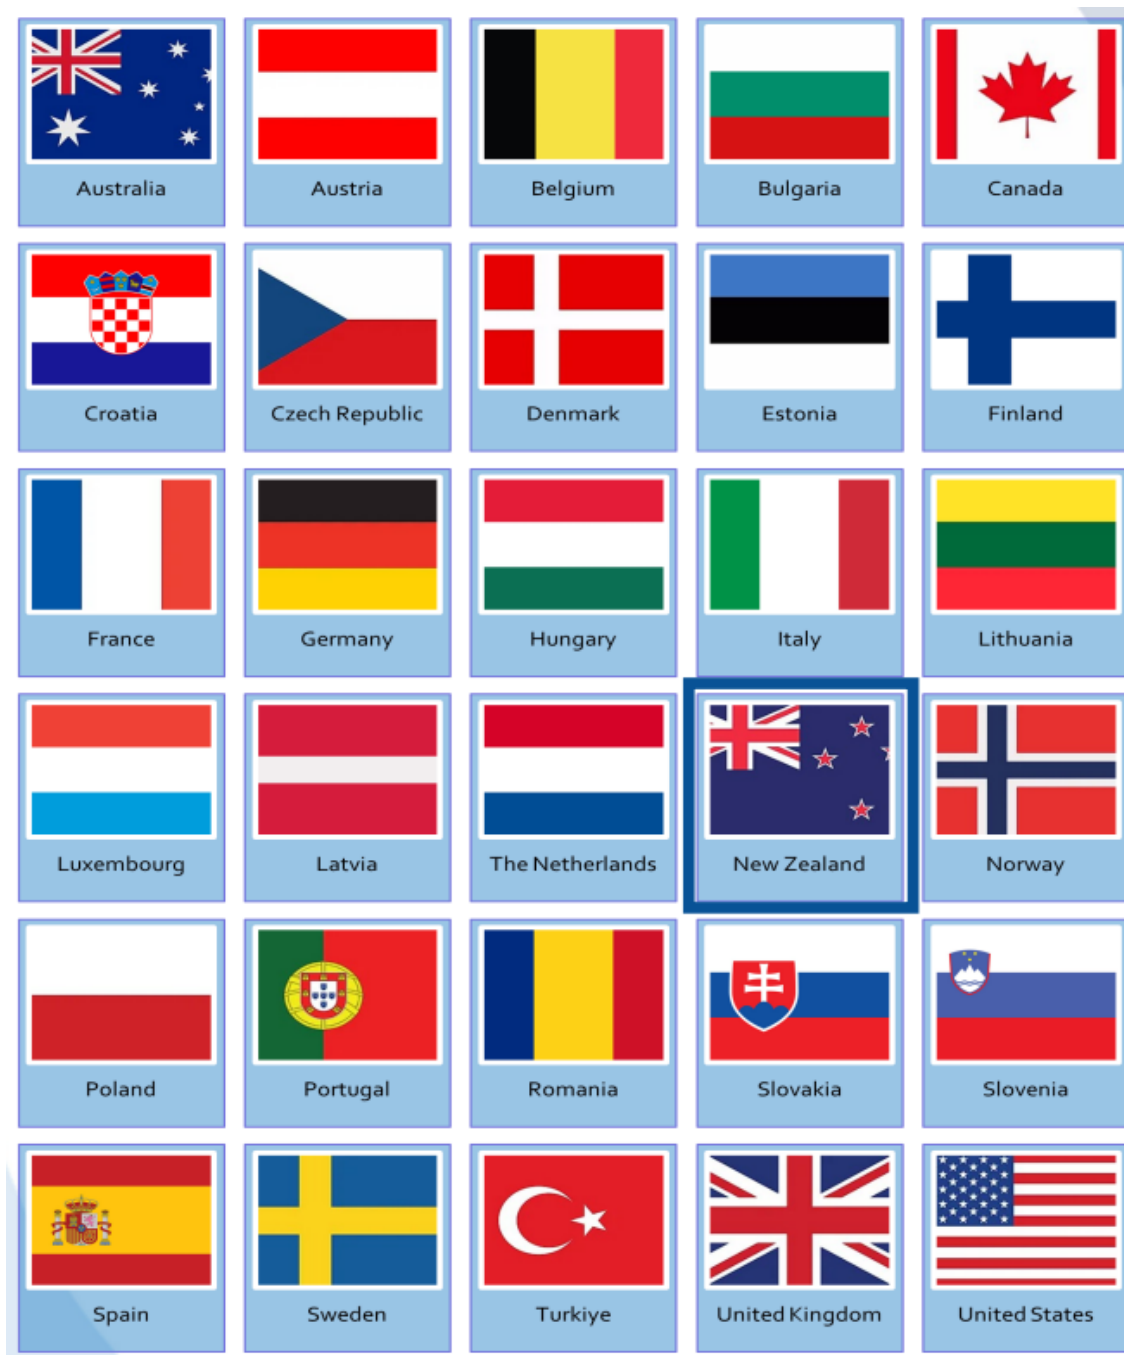 Australia
Austria
Belgium
Bulgaria
Canada
Croatia
Czech Republic
Denmark
Estonia
Finland
France
Germany
Hungary
Italy
Lithuania
Luxembourg
Latvia
The Netherlands
New Zealand
Norway
Poland
Portugal
Romania
Slovakia
Slovenia
Spain
Sweden
Turkiye
United Kingdom
United States